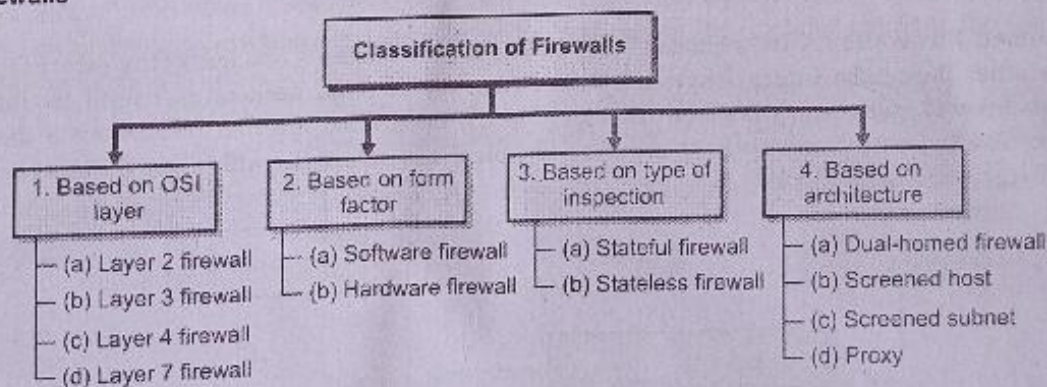 Classification of Firewalls
1. Based on OSI
layer
(a) Layer 2 firewall
(b) Layer 3 firewall
(c) Layer 4 firewall
(d) Layer 7 firewall
2. Based on form
factor
(a) Software firewall
(b) Hardware firewall
3. Based on type of
inspection
(a) Stateful firewall
(b) Stateless firewall
4. Based on
architecture
(a) Dual-homed firewall
(b) Screened host
(c) Screened subnet
(d) Proxy